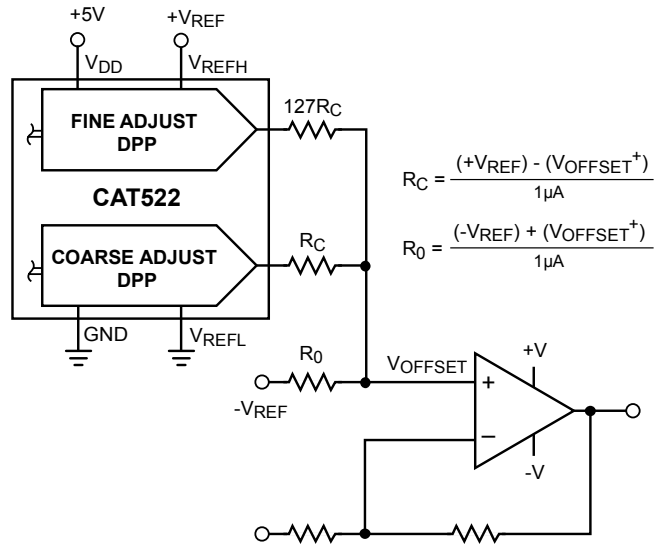 +5V
+VREF
VDD
VREFH
FINE ADJUST
DPP
127RC
CAT522
RC = (+VREF) - (VOFFSET+)
1µA
COARSE ADJUST
DPP
RC
R0 = (-VREF) + (VOFFSET+)
1µA
GND
VREFL
R0
VOFFSET
-VREF
+V
+
−
-V